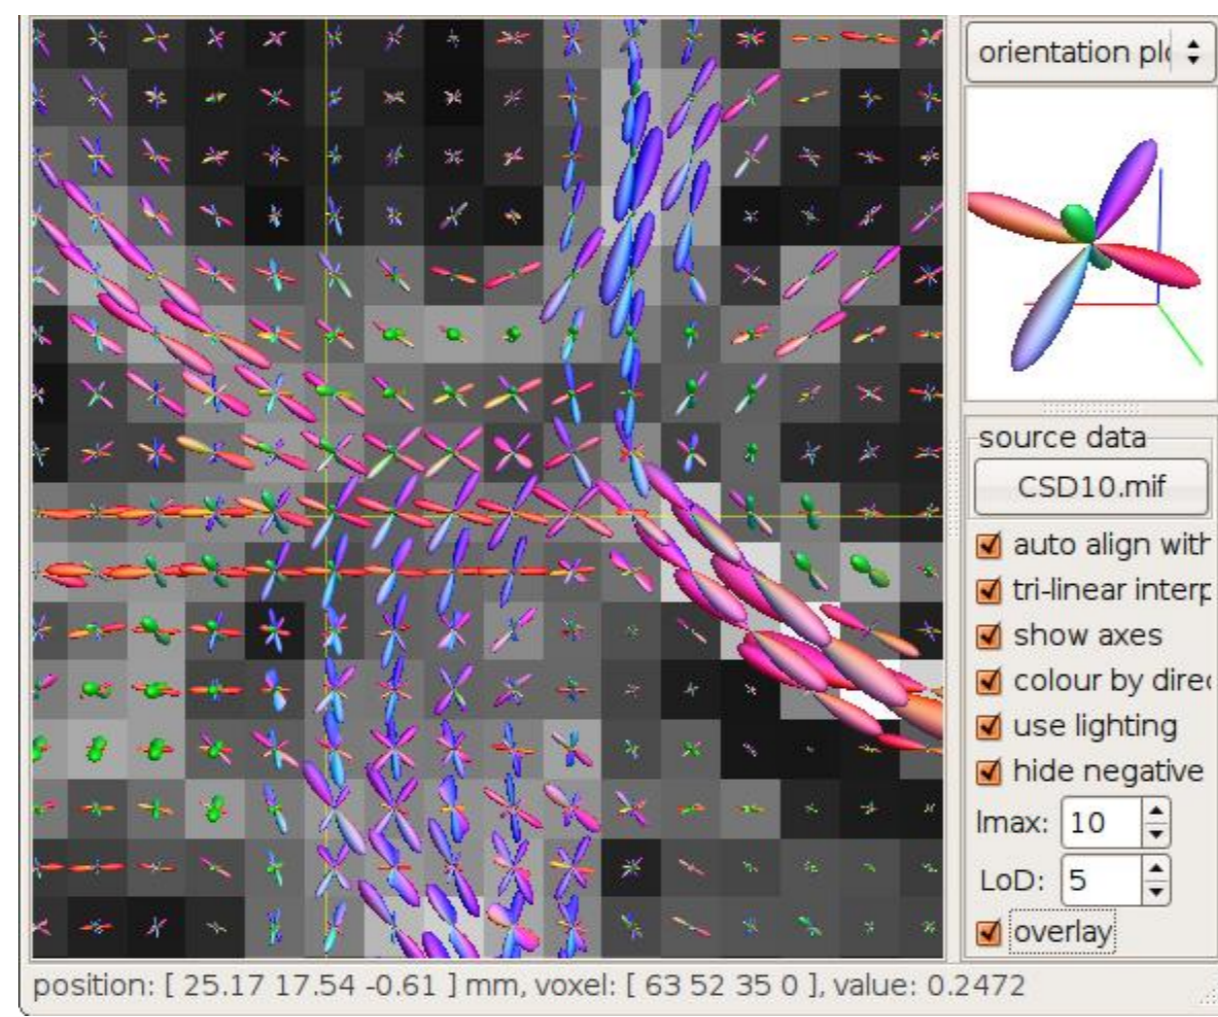 orientation plo
source data
CSD10.mif
auto align with
tri-linear interp
show axes
colour by direc
use lighting
hide negative
lmax: 10
LoD: 5
overlay
position: [ 25.17 17.54 -0.61 ] mm, voxel: [ 63 52 35 0 ], value: 0.2472